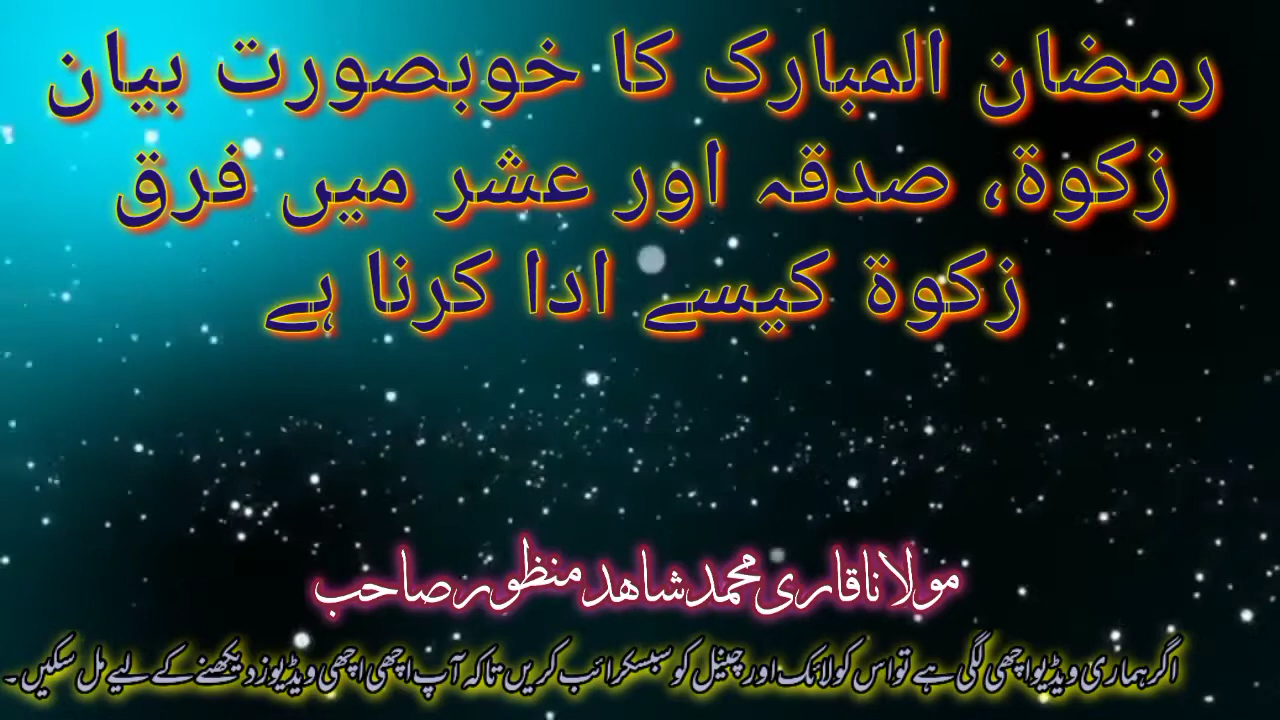 رمضان المبارک کا خوبصورت بیان
زکوة، صدقہ اور عشر میں فرق
زکوة کیسے ادا کرنا ہے
مولانا قاری محمد شاھد منظور صاحب
اگر ہماری ویڈیو اچھی لگی ہے تو اس کو لائک اور چینل کو سبسکرائب کریں تاکہ آپ اچھی اچھی ویڈیوز دیکھنے کے لیے مل سکیں۔